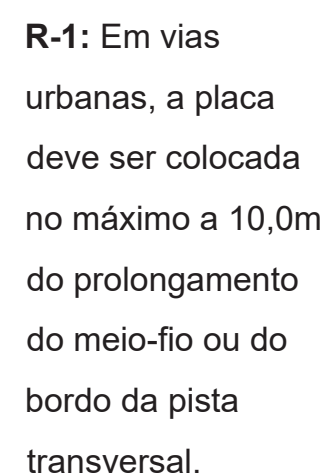 R-1: Em vias
urbanas, a placa
deve ser colocada
no máximo a 10,0m
do prolongamento
do meio-fio ou do
bordo da pista
transversal.